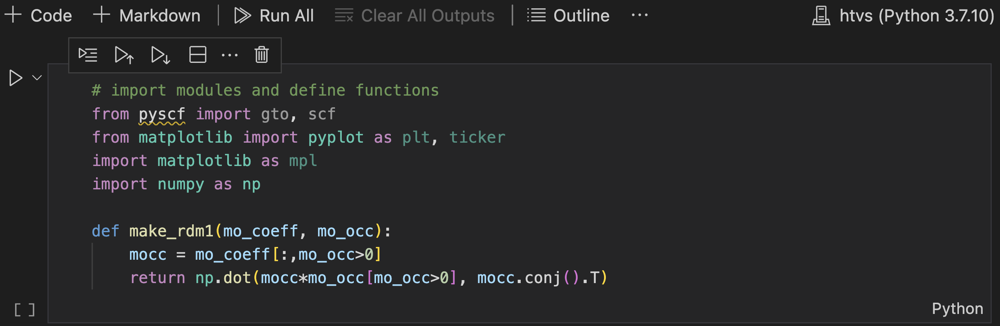 Code Markdown Run All Clear All Outputs Outline ... htvs (Python 3.7.10)
# import modules and define functions
from pyscf import gto, scf
from matplotlib import pyplot as plt, ticker
import matplotlib as mpl
import numpy as np
def make_rdm1(mo_coeff, mo_occ):
    mocc = mo_coeff[:,mo_occ>0]
    return np.dot(mocc*mo_occ[mo_occ>0], mocc.conj().T)
[ ] Python